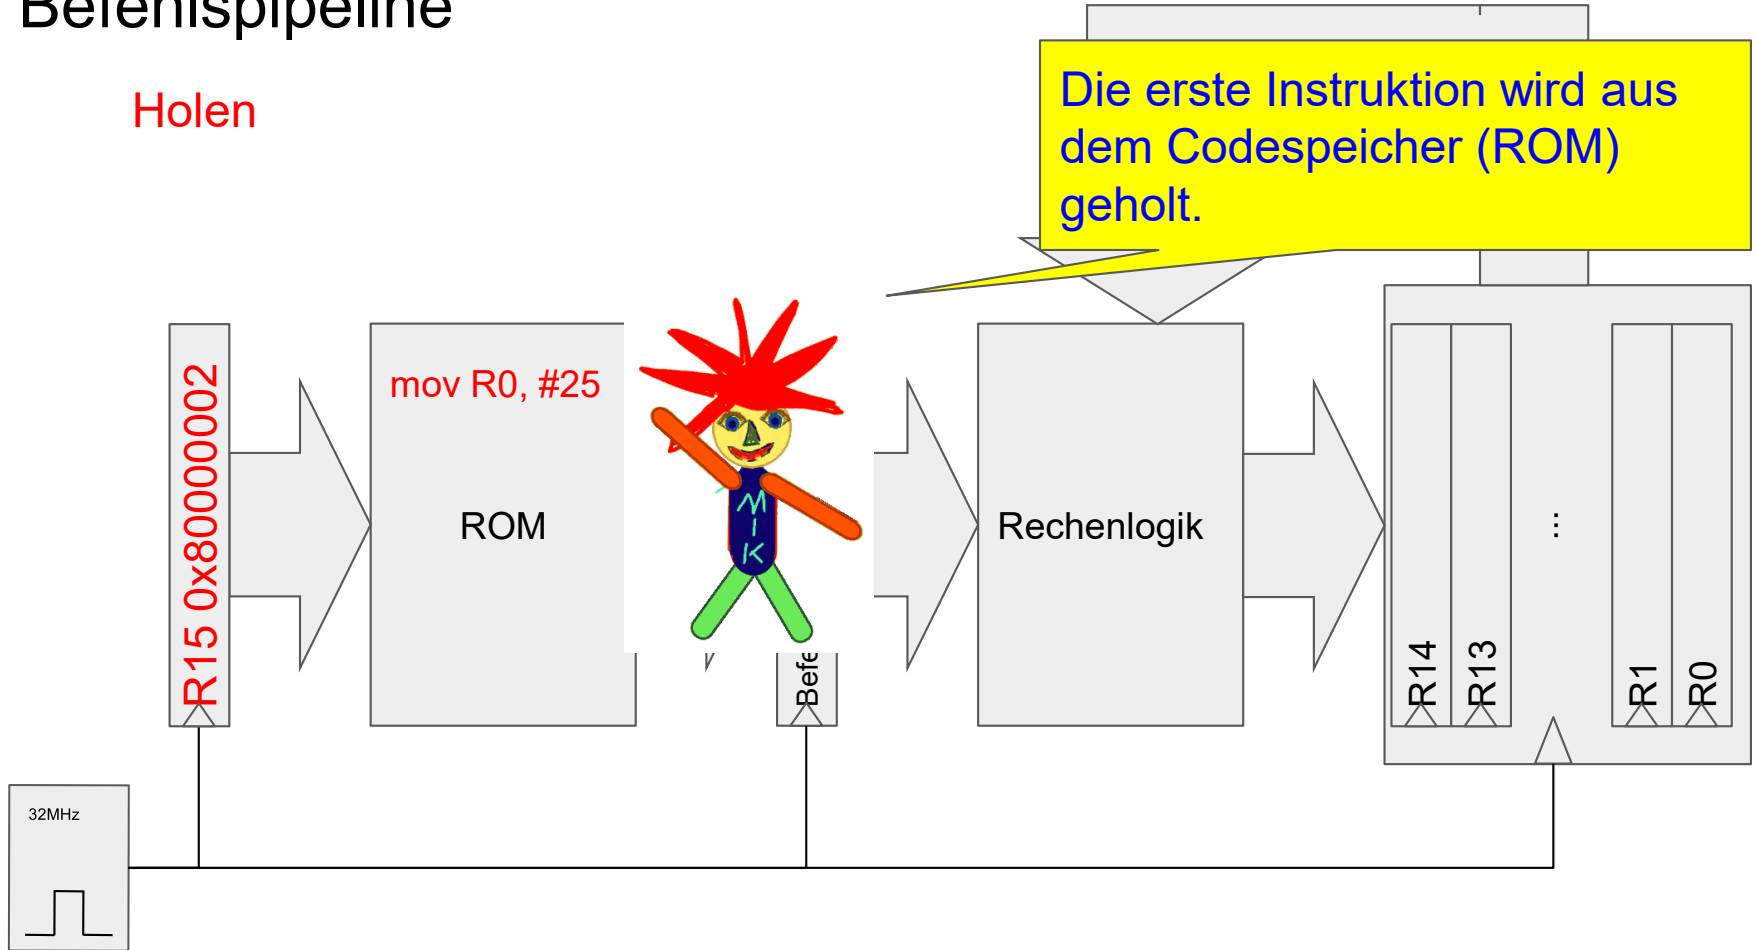 Befehlspipeline
Holen
Die erste Instruktion wird aus
dem Codespeicher (ROM)
geholt.
R15 0x80000002
mov R0, #25
ROM
MIK
Rechenlogik
R14
R13
...
R1
R0
32MHz